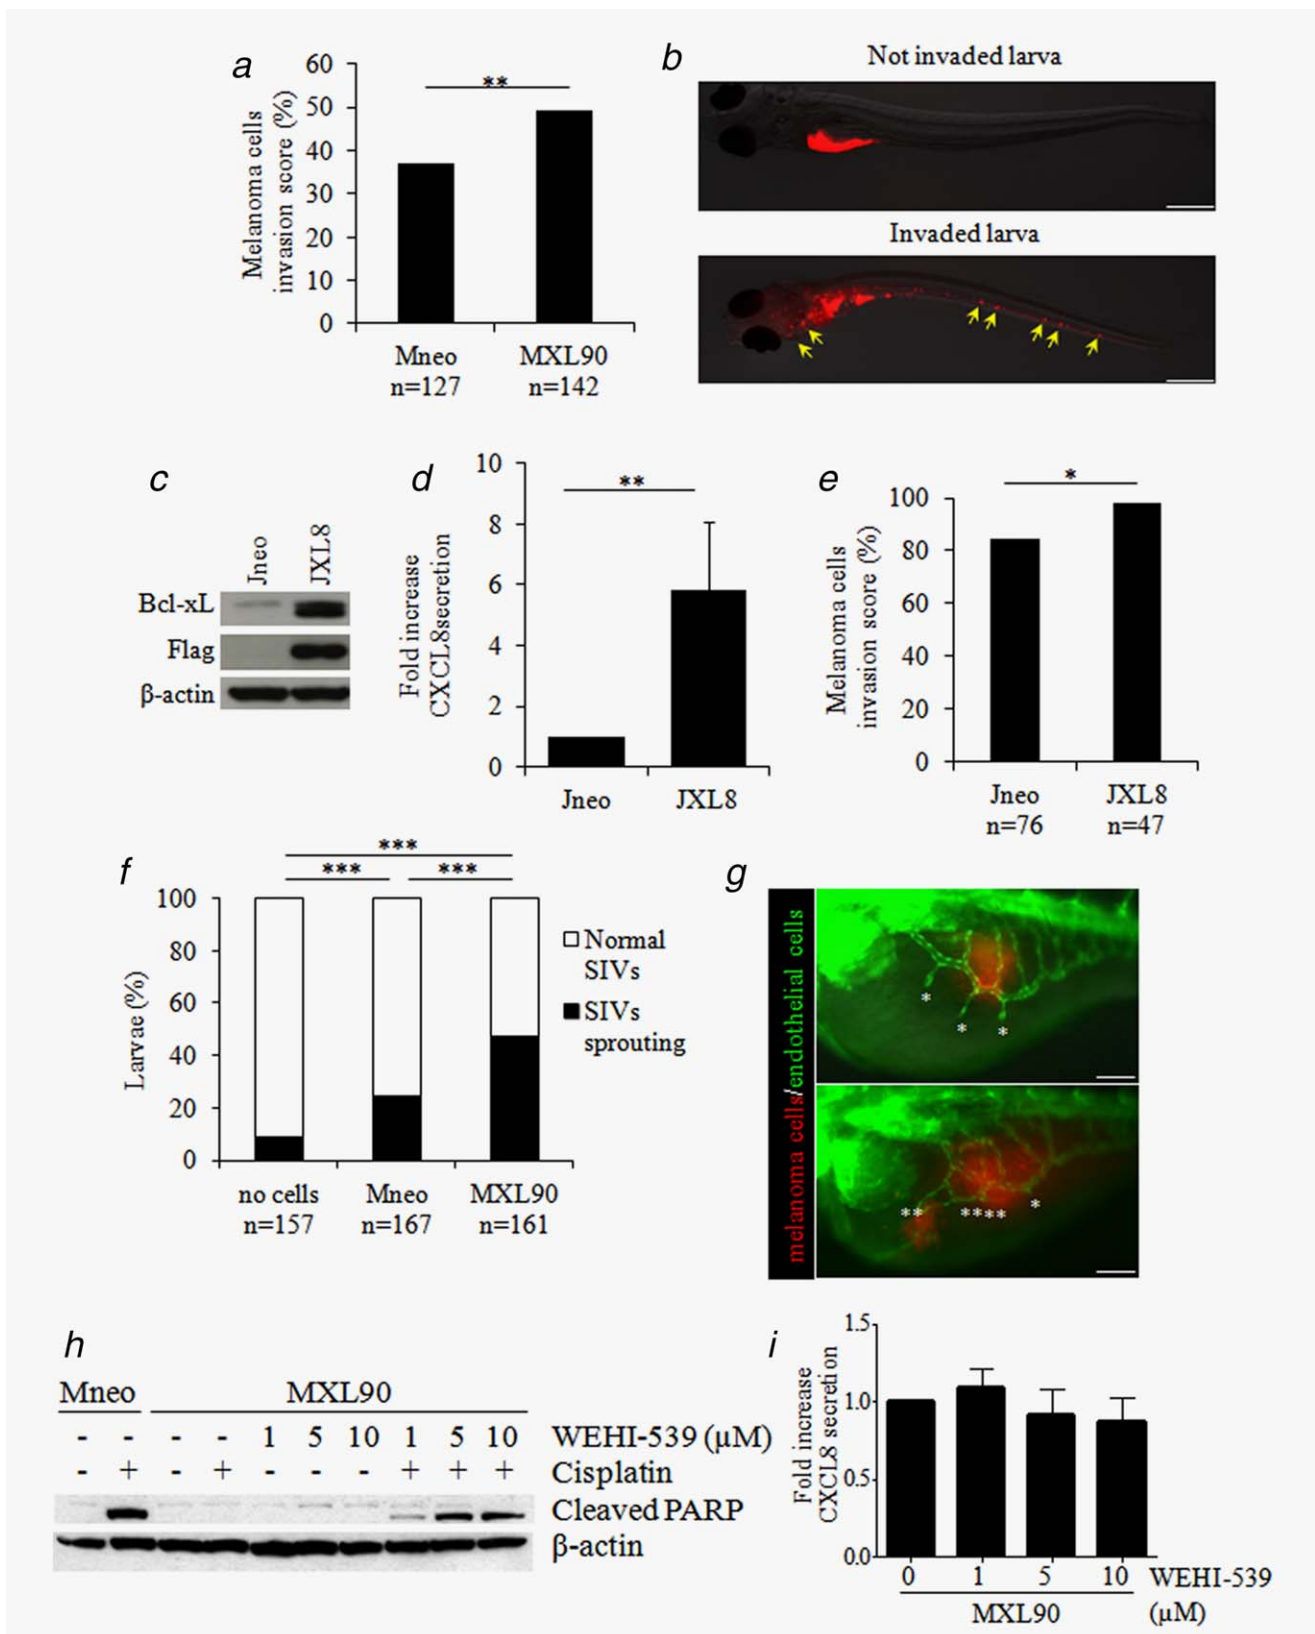 a
60
50
40
30
20
10
0
Melanoma cells
invasion score (%)
**
Mneo
n=127
MXL90
n=142
b
Not invaded larva
Invaded larva
c
Jneo
JXL8
Bcl-xL
Flag
β-actin
d
10
8
6
4
2
0
Fold increase
CXCL8secretion
**
Jneo
JXL8
e
100
80
60
40
20
0
Melanoma cells
invasion score (%)
*
Jneo
n=76
JXL8
n=47
f
***
***
***
100
80
60
40
20
0
Larvae (%)
no cells
n=157
Mneo
n=167
MXL90
n=161
Normal
SIVs
SIVs
sprouting
g
melanoma cells/endothelial cells
*
*
*
**
****
*
h
Mneo
MXL90
- - - - 1 5 10 1 5 10 WEHI-539 (μM)
- + - + - - - + + + Cisplatin
Cleaved PARP
β-actin
i
1.5
1.0
0.5
0.0
Fold increase
CXCL8 secretion
0 1 5 10 WEHI-539
MXL90
(μM)